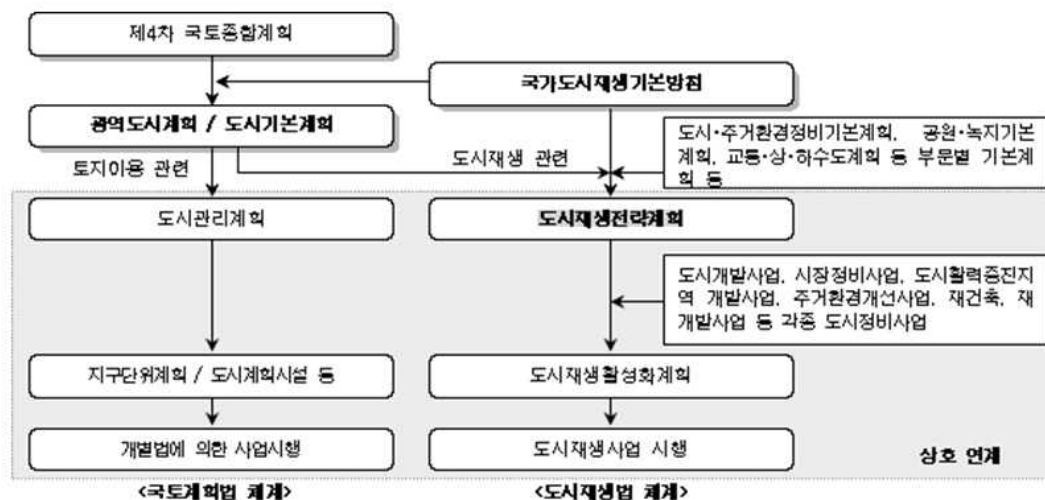 제4차 국토종합계획
국가도시재생기본방침
광역도시계획 / 도시기본계획
도시·주거환경정비기본계획, 공원·녹지기본
계획, 교통·상·하수도계획 등 부문별 기본계
획 등
토지이용 관련
도시재생 관련
도시관리계획
도시재생전략계획
도시개발사업, 시장정비사업, 도시활력증진지
역 개발사업, 주거환경개선사업, 재건축, 재
개발사업 등 각종 도시정비사업
지구단위계획 / 도시계획시설 등
도시재생활성화계획
개별법에 의한 사업시행
도시재생사업 시행
상호 연계
<국토계획법 체계>
<도시재생법 체계>